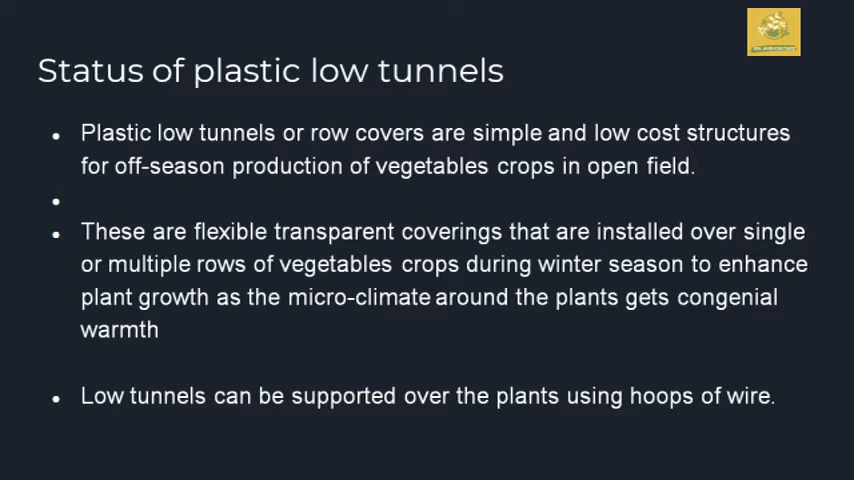 Status of plastic low tunnels
• Plastic low tunnels or row covers are simple and low cost structures
for off-season production of vegetables crops in open field.
•
• These are flexible transparent coverings that are installed over single
or multiple rows of vegetables crops during winter season to enhance
plant growth as the micro-climate around the plants gets congenial
warmth
• Low tunnels can be supported over the plants using hoops of wire.